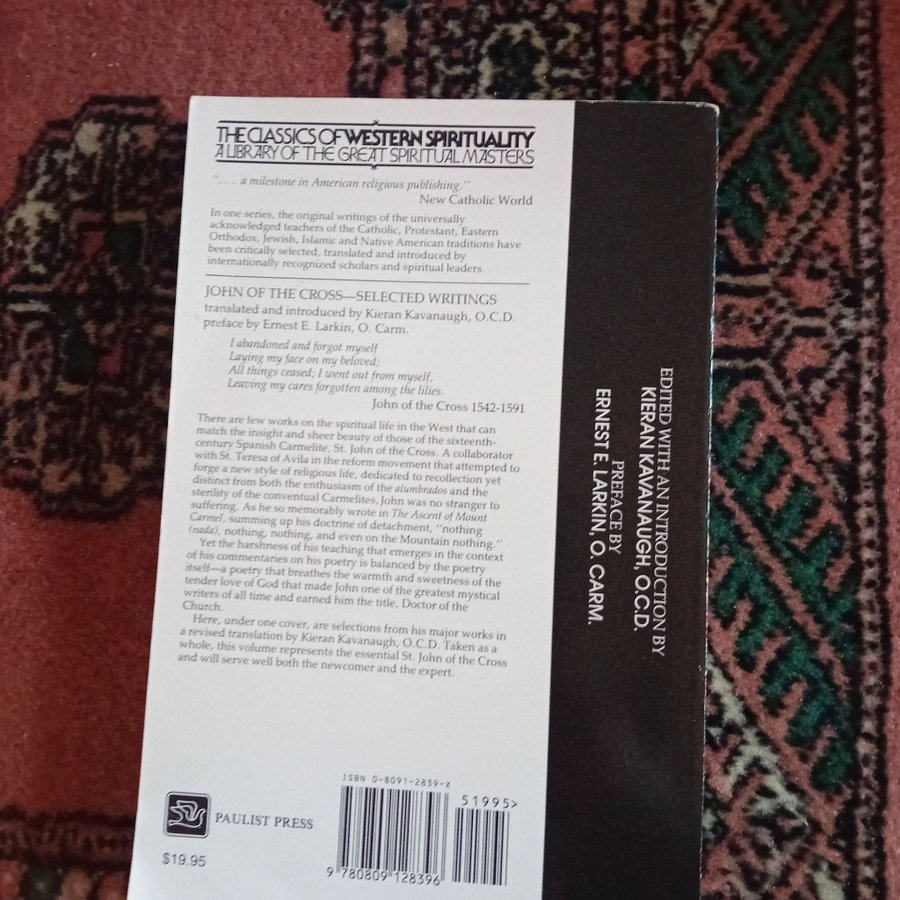 THE CLASSICS OF WESTERN SPIRITUALITY
A LIBRARY OF THE GREAT SPIRITUAL MASTERS
". . . a milestone in American religious publishing."
New Catholic World
In one series, the original writings of the universally
acknowledged teachers of the Catholic, Protestant, Eastern
Orthodox, Jewish, Islamic and Native American traditions have
been critically selected, translated and introduced by
internationally recognized scholars and spiritual leaders.
JOHN OF THE CROSS—SELECTED WRITINGS
translated and introduced by Kieran Kavanaugh, O.C.D.
preface by Ernest E. Larkin, O. Carm.
I abandoned and forgot myself
Laying my face on my beloved;
All things ceased; I went out from myself,
Leaving my cares forgotten among the lilies.
John of the Cross 1542-1591
There are few works on the spiritual life in the West that can
match the insight and sheer beauty of those of the sixteenth-
century Spanish Carmelite, St. John of the Cross. A collaborator
with St. Teresa of Avila in the reform movement that attempted to
forge a new style of religious life, dedicated to recollection yet
distinct from both the enthusiasm of the alumbrados and the
sterility of the conventual Carmelites, John was no stranger to
suffering. As he so memorably wrote in The Ascent of Mount
Carmel, summing up his doctrine of detachment, "nothing
(nada), nothing, nothing, and even on the Mountain nothing."
Yet the harshness of his teaching that emerges in the context
of his commentaries on his poetry is balanced by the poetry
itself—a poetry that breathes the warmth and sweetness of the
tender love of God that made John one of the greatest mystical
writers of all time and earned him the title, Doctor of the
Church.
Here, under one cover, are selections from his major works in
a revised translation by Kieran Kavanaugh, O.C.D. Taken as a
whole, this volume represents the essential St. John of the Cross
and will serve well both the newcomer and the expert.
ISBN 0-8091-2839-X
51995>
PAULIST PRESS
$19.95
9 780809 128396
EDITED WITH AN INTRODUCTION BY
KIERAN KAVANAUGH, O.C.D.
PREFACE BY
ERNEST E. LARKIN, O. CARM.